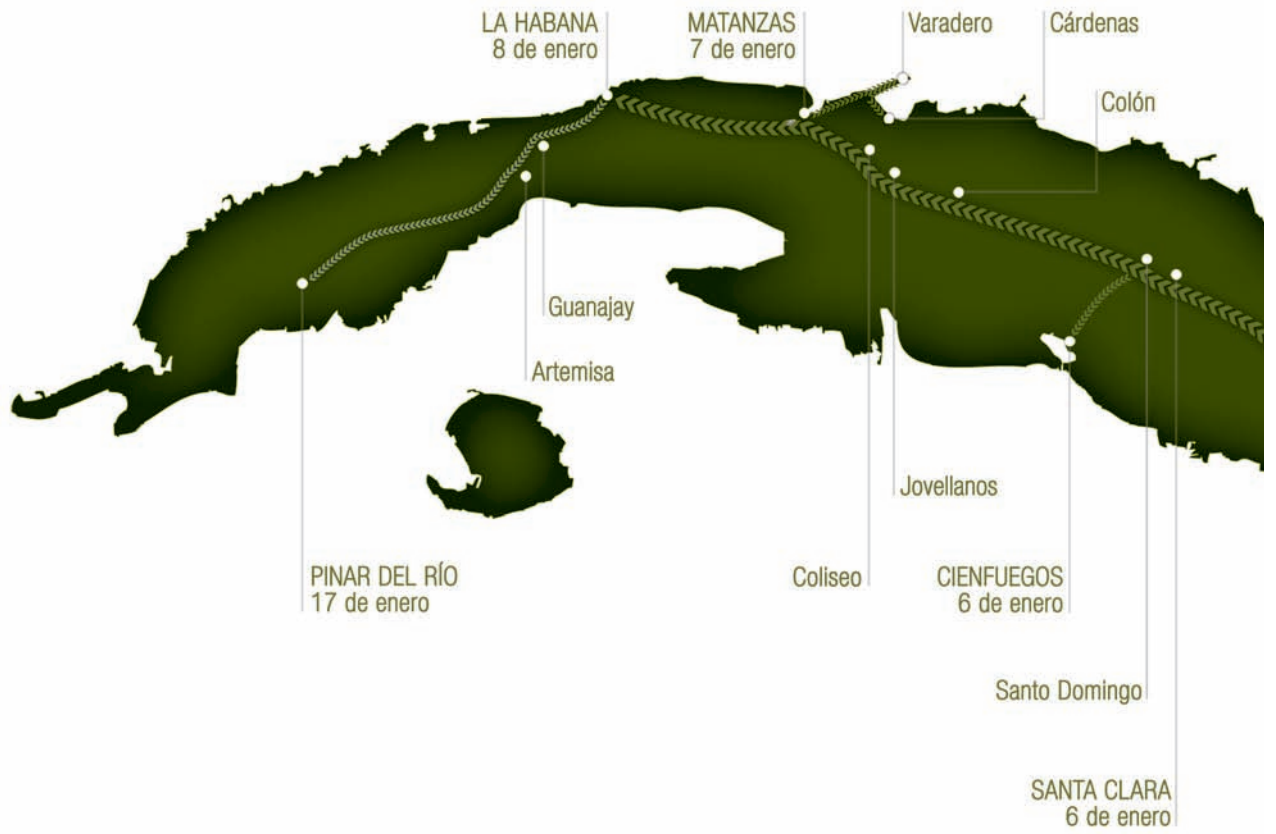 LA HABANA
8 de enero
MATANZAS
7 de enero
Varadero
Cárdenas
Colón
Guanajay
Artemisa
Jovellanos
PINAR DEL RÍO
17 de enero
Coliseo
CIENFUEGOS
6 de enero
Santo Domingo
SANTA CLARA
6 de enero